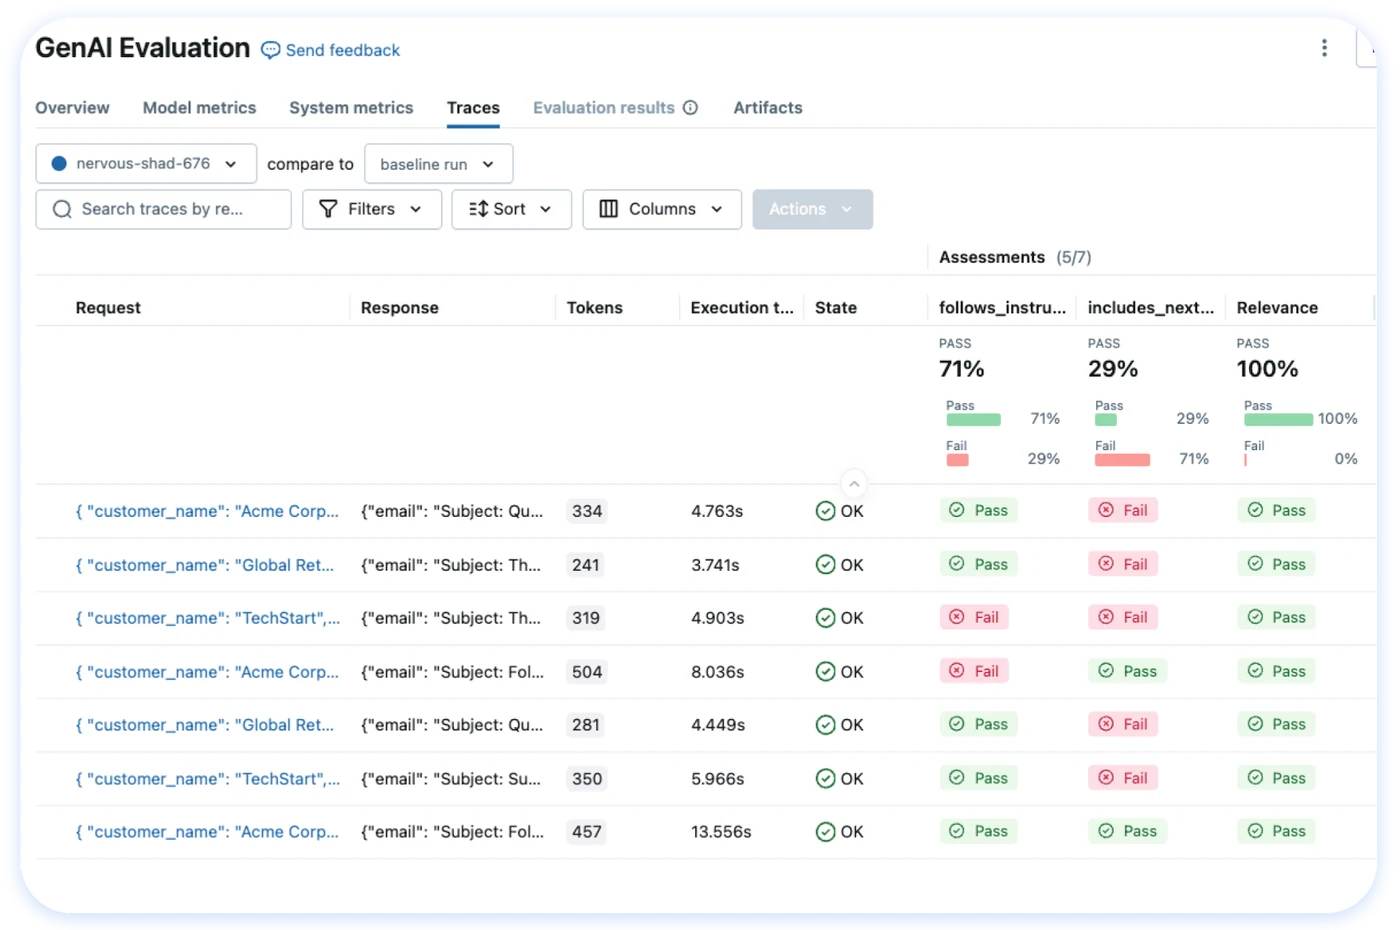 GenAI Evaluation Send feedback
Overview Model metrics System metrics Traces Evaluation results Artifacts
nervous-shad-676 compare to baseline run
Search traces by re... Filters Sort Columns Actions
Assessments (5/7)
Request Response Tokens Execution t... State follows_instru... includes_next... Relevance
PASS PASS PASS
71% 29% 100%
Pass 71% Pass 29% Pass 100%
Fail 29% Fail 71% Fail 0%
{ "customer_name": "Acme Corp... {"email": "Subject: Qu... 334 4.763s OK Pass Fail Pass
{ "customer_name": "Global Ret... {"email": "Subject: Th... 241 3.741s OK Pass Fail Pass
{ "customer_name": "TechStart",... {"email": "Subject: Th... 319 4.903s OK Fail Fail Pass
{ "customer_name": "Acme Corp... {"email": "Subject: Fol... 504 8.036s OK Fail Pass Pass
{ "customer_name": "Global Ret... {"email": "Subject: Qu... 281 4.449s OK Pass Fail Pass
{ "customer_name": "TechStart",... {"email": "Subject: Su... 350 5.966s OK Pass Fail Pass
{ "customer_name": "Acme Corp... {"email": "Subject: Fol... 457 13.556s OK Pass Pass Pass